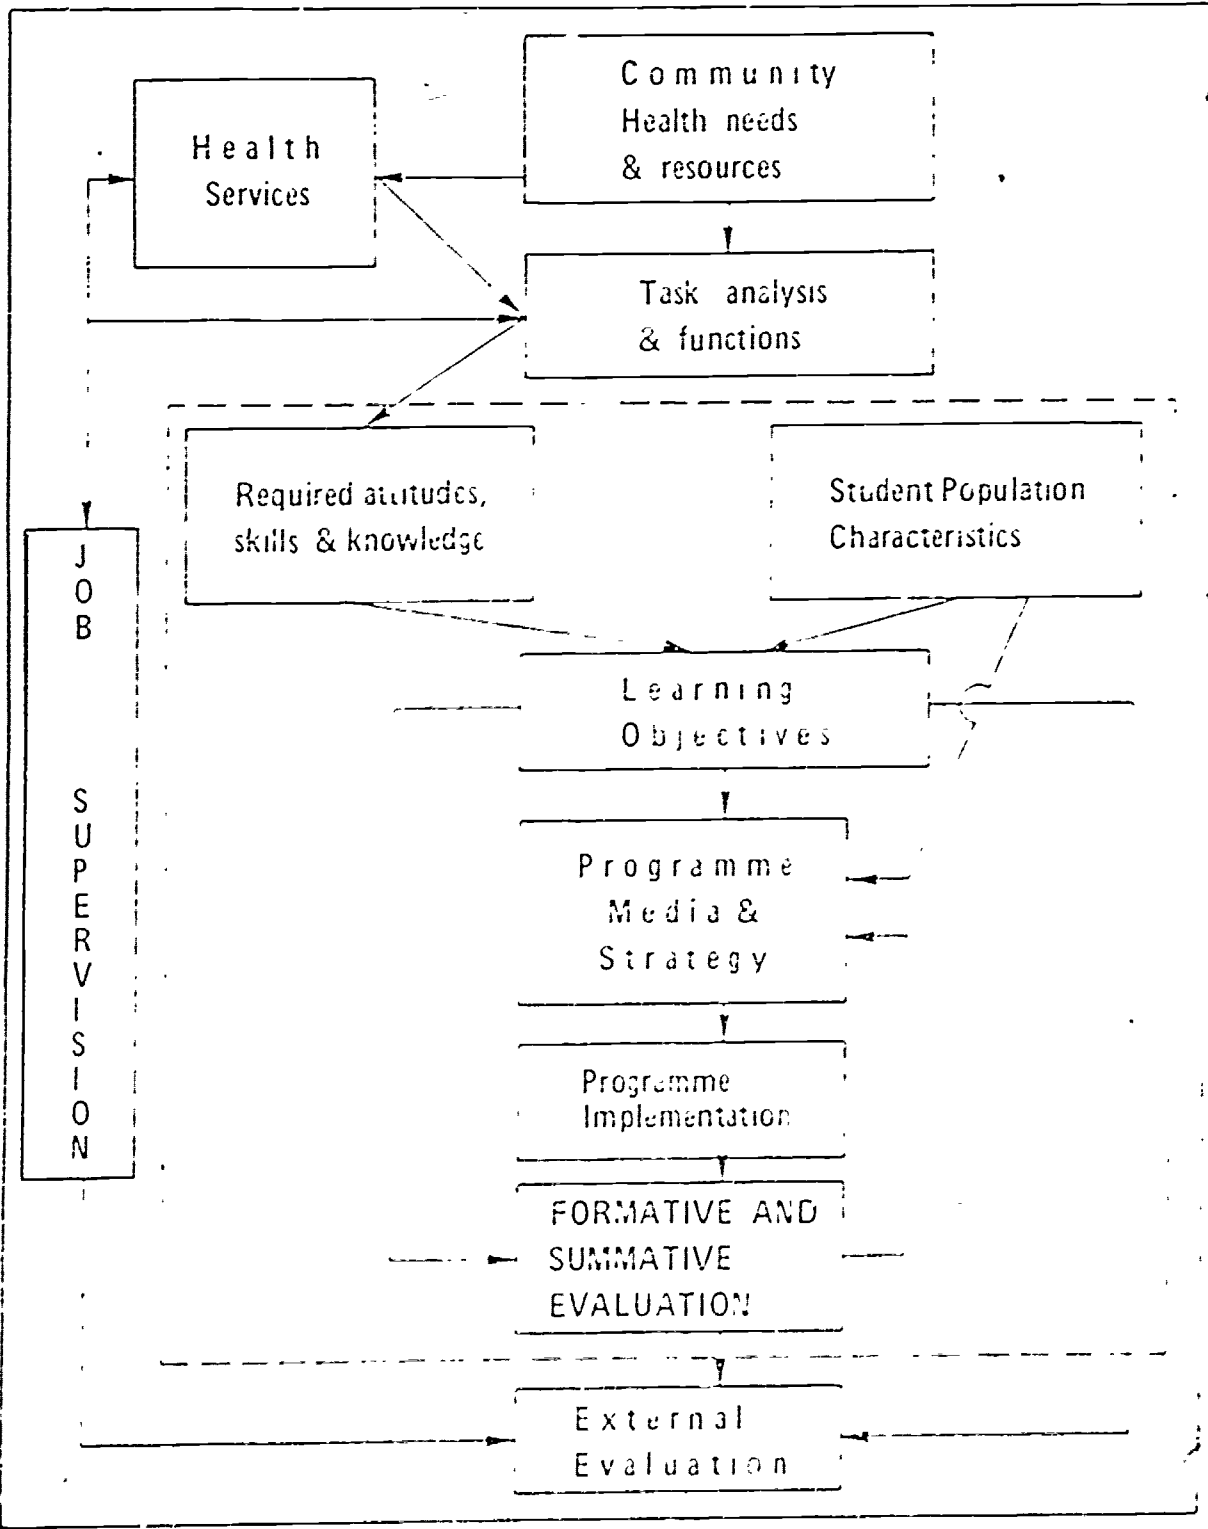 Community
Health needs
& resources
Health
Services
Task analysis
& functions
Required attitudes,
skills & knowledge
Student Population
Characteristics
JOB
SUPERVISION
Learning
Objectives
Programme
Media &
Strategy
Programme
Implementation
FORMATIVE AND
SUMMATIVE
EVALUATION
External
Evaluation